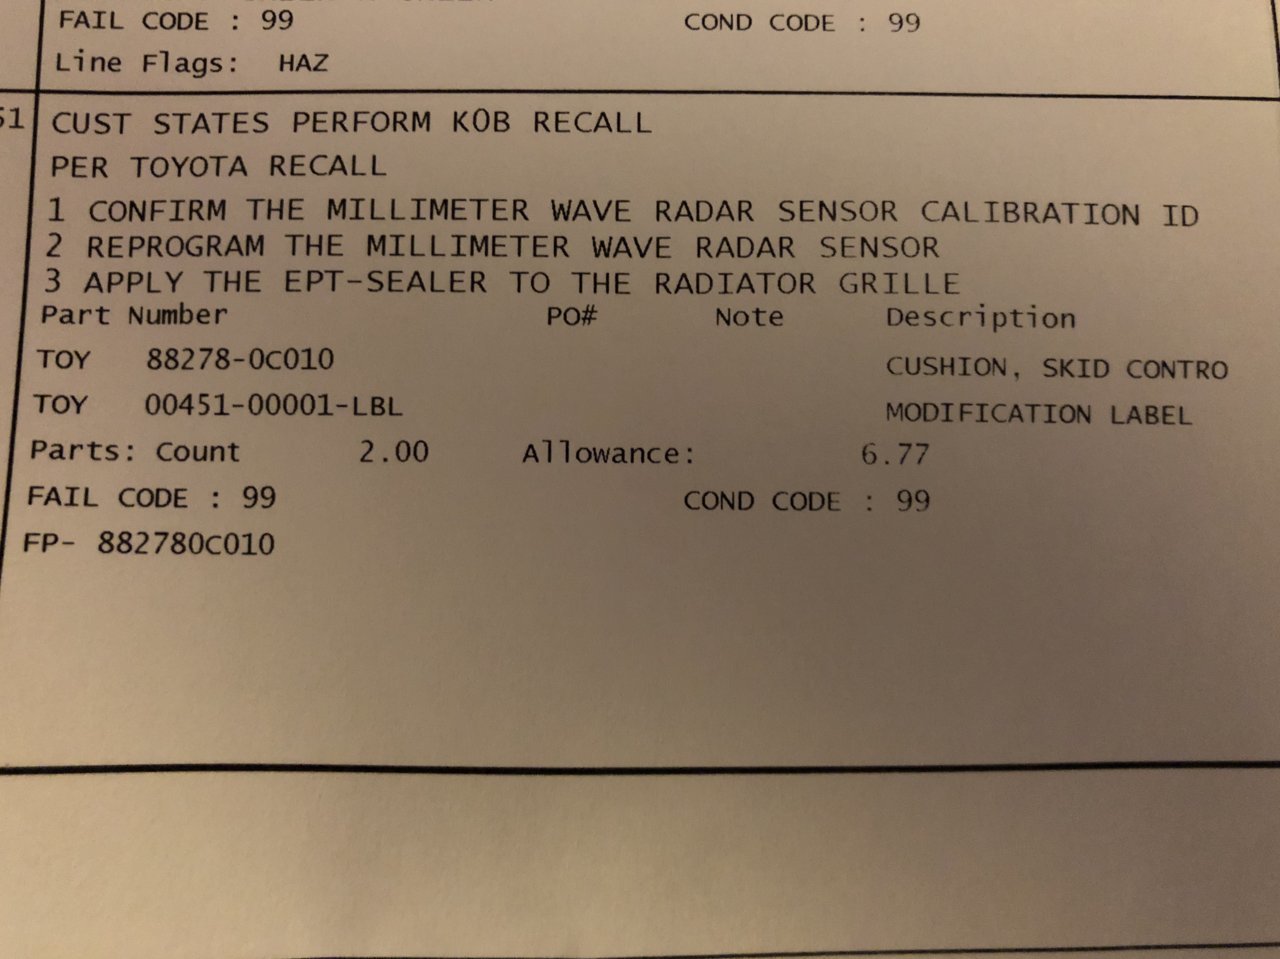 FAIL CODE : 99 COND CODE : 99
Line Flags: HAZ
51 CUST STATES PERFORM K0B RECALL
PER TOYOTA RECALL
1 CONFIRM THE MILLIMETER WAVE RADAR SENSOR CALIBRATION ID
2 REPROGRAM THE MILLIMETER WAVE RADAR SENSOR
3 APPLY THE EPT-SEALER TO THE RADIATOR GRILLE
Part Number PO# Note Description
TOY 88278-0C010 CUSHION, SKID CONTRO
TOY 00451-00001-LBL MODIFICATION LABEL
Parts: Count 2.00 Allowance: 6.77
FAIL CODE : 99 COND CODE : 99
FP- 882780C010